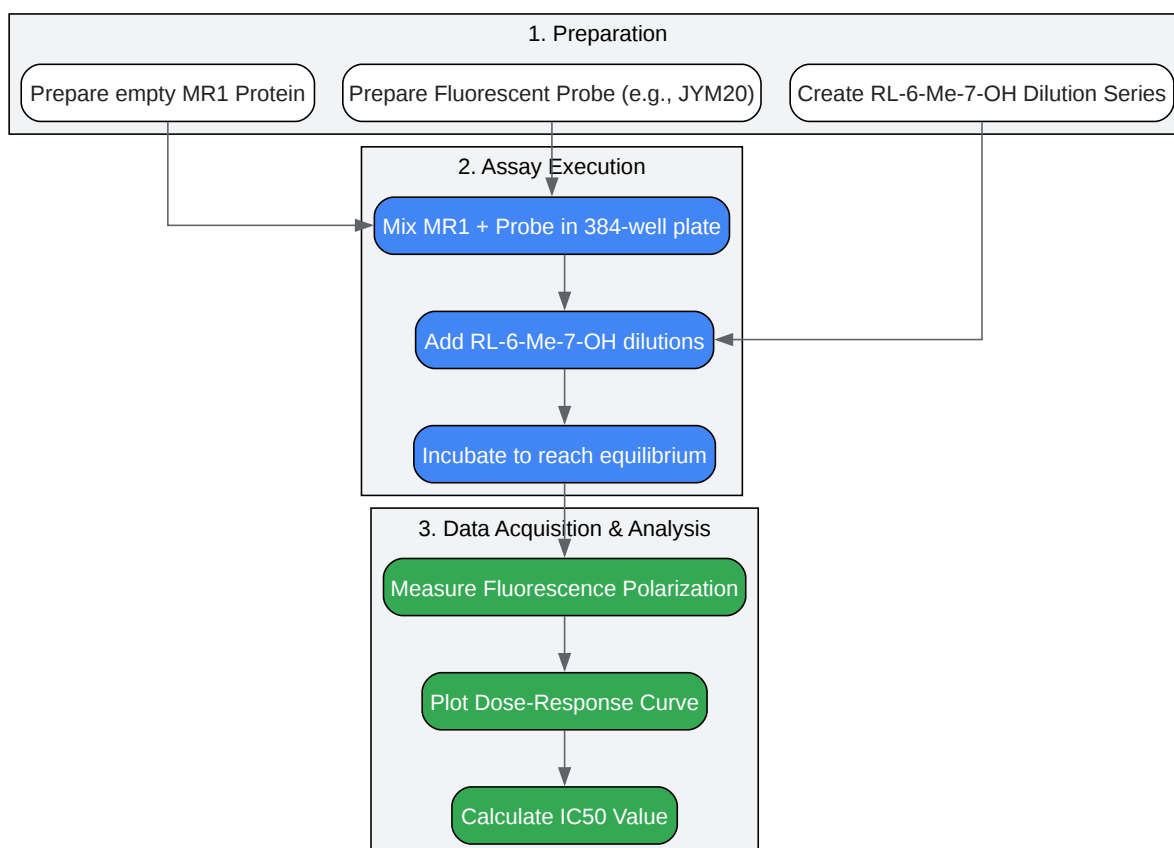 1. Preparation
Prepare empty MR1 Protein
Prepare Fluorescent Probe (e.g., JYM20)
Create RL-6-Me-7-OH Dilution Series
2. Assay Execution
Mix MR1 + Probe in 384-well plate
Add RL-6-Me-7-OH dilutions
Incubate to reach equilibrium
3. Data Acquisition & Analysis
Measure Fluorescence Polarization
Plot Dose-Response Curve
Calculate IC50 Value